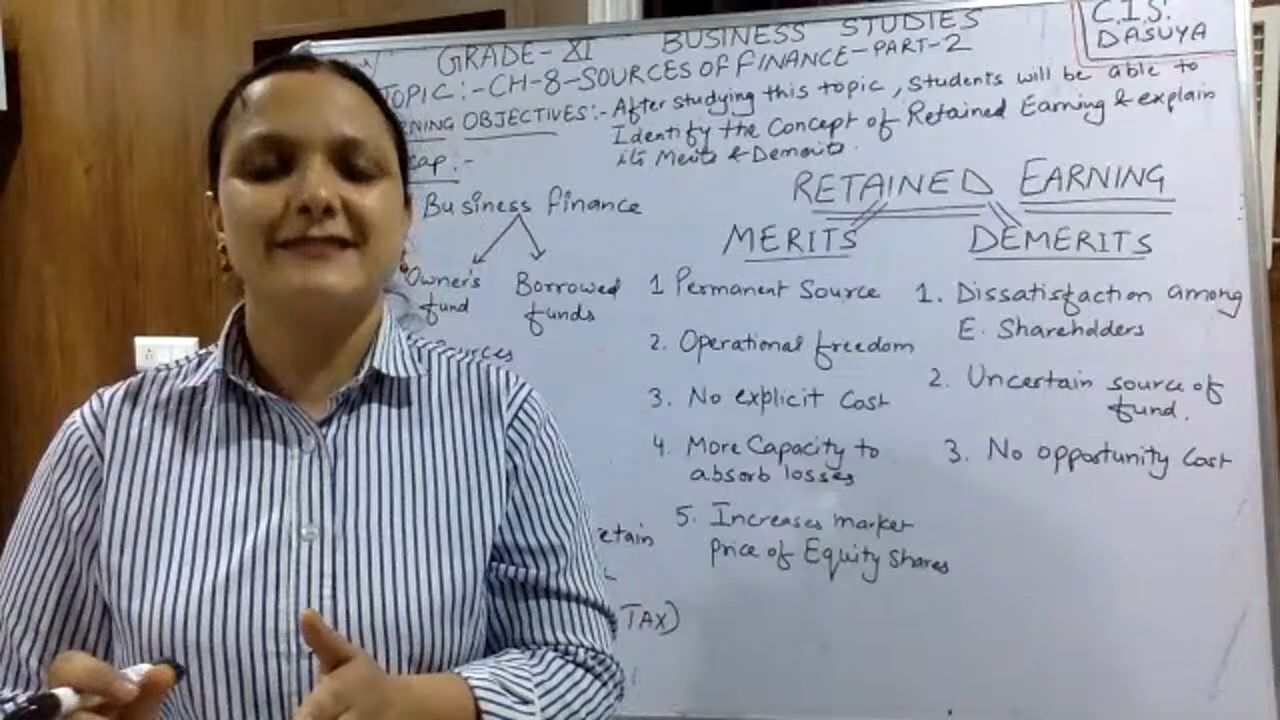 GRADE-XI BUSINESS STUDIES
C.I.S.
DASUYA
TOPIC:-CH-8-SOURCES OF FINANCE-PART-2
OBJECTIVES:- After studying this topic, Students will be able to
Identify the Concept of Retained Earning & explain
its Merits & Demerits.
cap:-
Business finance
Owner's
fund
Borrowed
funds
RETAINED EARNING
MERITS
1 Permanent Source
2. Operational freedom
3. No explicit Cost
4. More Capacity to
absorb losses
5. Increases market
Price of Equity Shares
DEMERITS
1. Dissatisfaction among
E. Shareholders
2. Uncertain source of
fund.
3. No opportunity Cost
etain
TAX)